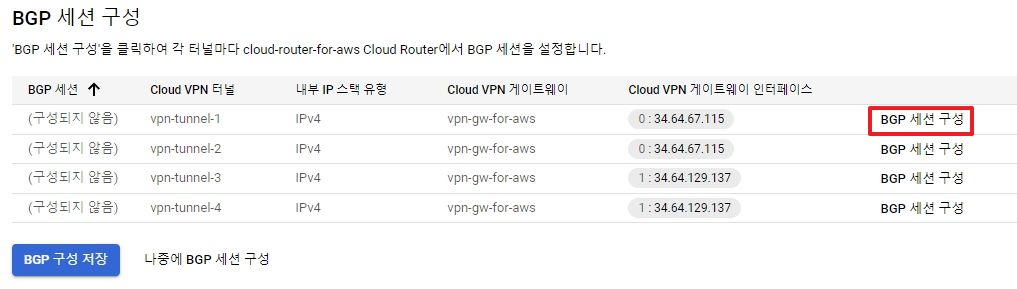 BGP 세션 구성
'BGP 세션 구성'을 클릭하여 각 터널마다 cloud-router-for-aws Cloud Router에서 BGP 세션을 설정합니다.
BGP 세션 Cloud VPN 터널 내부 IP 스택 유형 Cloud VPN 게이트웨이 Cloud VPN 게이트웨이 인터페이스
(구성되지 않음) vpn-tunnel-1 IPv4 vpn-gw-for-aws 0 : 34.64.67.115 BGP 세션 구성
(구성되지 않음) vpn-tunnel-2 IPv4 vpn-gw-for-aws 0 : 34.64.67.115 BGP 세션 구성
(구성되지 않음) vpn-tunnel-3 IPv4 vpn-gw-for-aws 1 : 34.64.129.137 BGP 세션 구성
(구성되지 않음) vpn-tunnel-4 IPv4 vpn-gw-for-aws 1 : 34.64.129.137 BGP 세션 구성
BGP 구성 저장 나중에 BGP 세션 구성